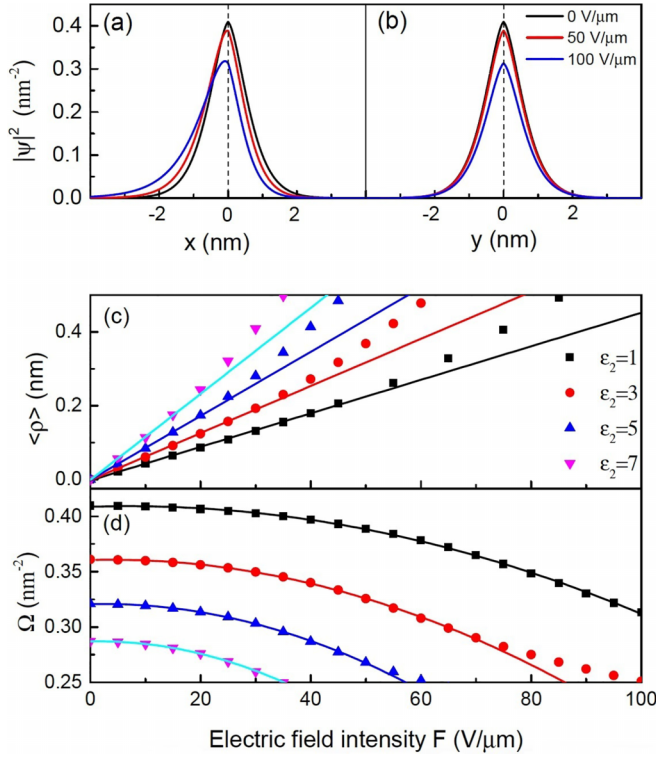 0.4
0.3
0.2
0.1
0.0
|ψ|² (nm⁻²)
(a)
-2 0 2
x (nm)
(b)
0 V/μm
50 V/μm
100 V/μm
-2 0 2
y (nm)
0.4
0.2
0.0
<ρ> (nm)
(c)
ε₂=1
ε₂=3
ε₂=5
ε₂=7
0.40
0.35
0.30
0.25
Ω (nm⁻²)
(d)
0 20 40 60 80 100
Electric field intensity F (V/μm)